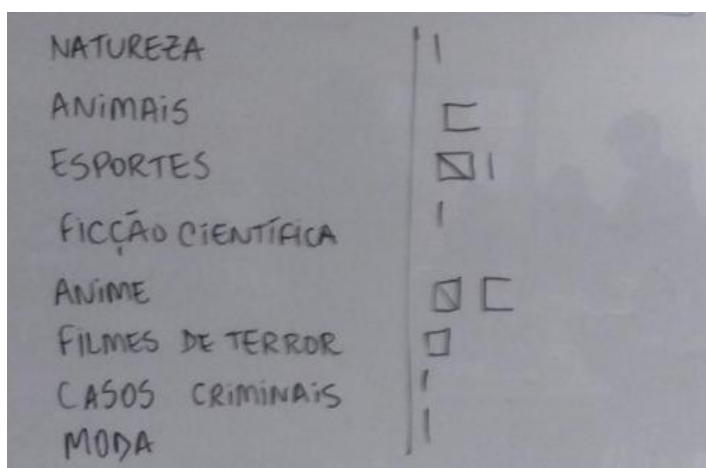 NATUREZA
ANIMAIS
ESPORTES
FICÇÃO CIENTÍFICA
ANIME
FILMES DE TERROR
CASOS CRIMINAIS
MODA